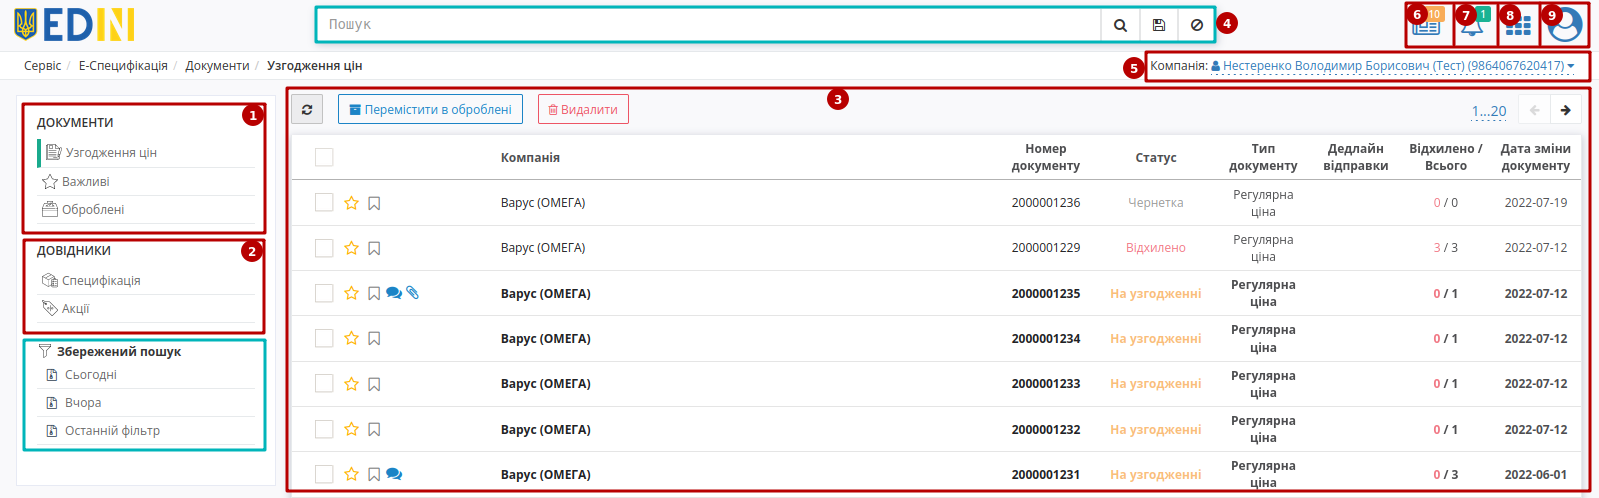 EDIN
Пошук
4
6 10 7 1 8 9
Сервіс / Е-Специфікація / Документи / Узгодження цін
5 Компанія: Нестеренко Володимир Борисович (Тест) (9864067620417)
1
ДОКУМЕНТИ
Узгодження цін
Важливі
Оброблені
2
ДОВІДНИКИ
Специфікація
Акції
Збережений пошук
Сьогодні
Вчора
Останній фільтр
3
Перемістити в оброблені Видалити 1...20
Компанія Номер документу Статус Тип документу Дедлайн відправки Відхилено / Всього Дата зміни документу
Варус (ОМЕГА) 2000001236 Чернетка Регулярна ціна 0 / 0 2022-07-19
Варус (ОМЕГА) 2000001229 Відхилено Регулярна ціна 3 / 3 2022-07-12
Варус (ОМЕГА) 2000001235 На узгодженні Регулярна ціна 0 / 1 2022-07-12
Варус (ОМЕГА) 2000001234 На узгодженні Регулярна ціна 0 / 1 2022-07-12
Варус (ОМЕГА) 2000001233 На узгодженні Регулярна ціна 0 / 1 2022-07-12
Варус (ОМЕГА) 2000001232 На узгодженні Регулярна ціна 0 / 1 2022-07-12
Варус (ОМЕГА) 2000001231 На узгодженні Регулярна ціна 0 / 3 2022-06-01